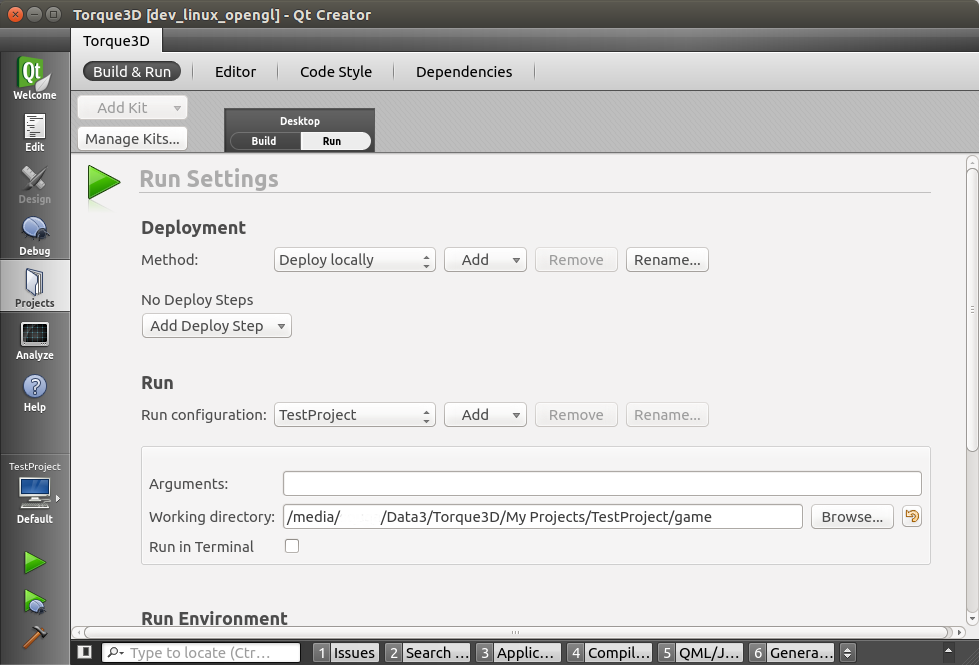 Torque3D [dev_linux_opengl] - Qt Creator
Torque3D
Build & Run Editor Code Style Dependencies
Add Kit
Manage Kits...
Desktop
Build Run
Qt
Welcome
Edit
Design
Debug
Projects
Analyze
Help
TestProject
Default
Run Settings
Deployment
Method: Deploy locally Add Remove Rename...
No Deploy Steps
Add Deploy Step
Run
Run configuration: TestProject Add Remove Rename...
Arguments:
Working directory: /media/ /Data3/Torque3D/My Projects/TestProject/game Browse...
Run in Terminal
Run Environment
Type to locate (Ctr... 1 Issues 2 Search ... 3 Applic... 4 Compil... 5 QML/J... 6 Genera...